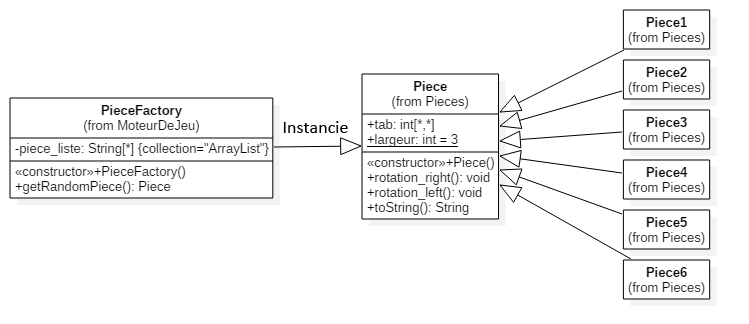 PieceFactory
(from MoteurDeJeu)
-piece_liste: String[*] {collection="ArrayList"}
«constructor»+PieceFactory()
+getRandomPiece(): Piece
Instancie
Piece
(from Pieces)
+tab: int[*,*]
+largeur: int = 3
«constructor»+Piece()
+rotation_right(): void
+rotation_left(): void
+toString(): String
Piece1
(from Pieces)
Piece2
(from Pieces)
Piece3
(from Pieces)
Piece4
(from Pieces)
Piece5
(from Pieces)
Piece6
(from Pieces)